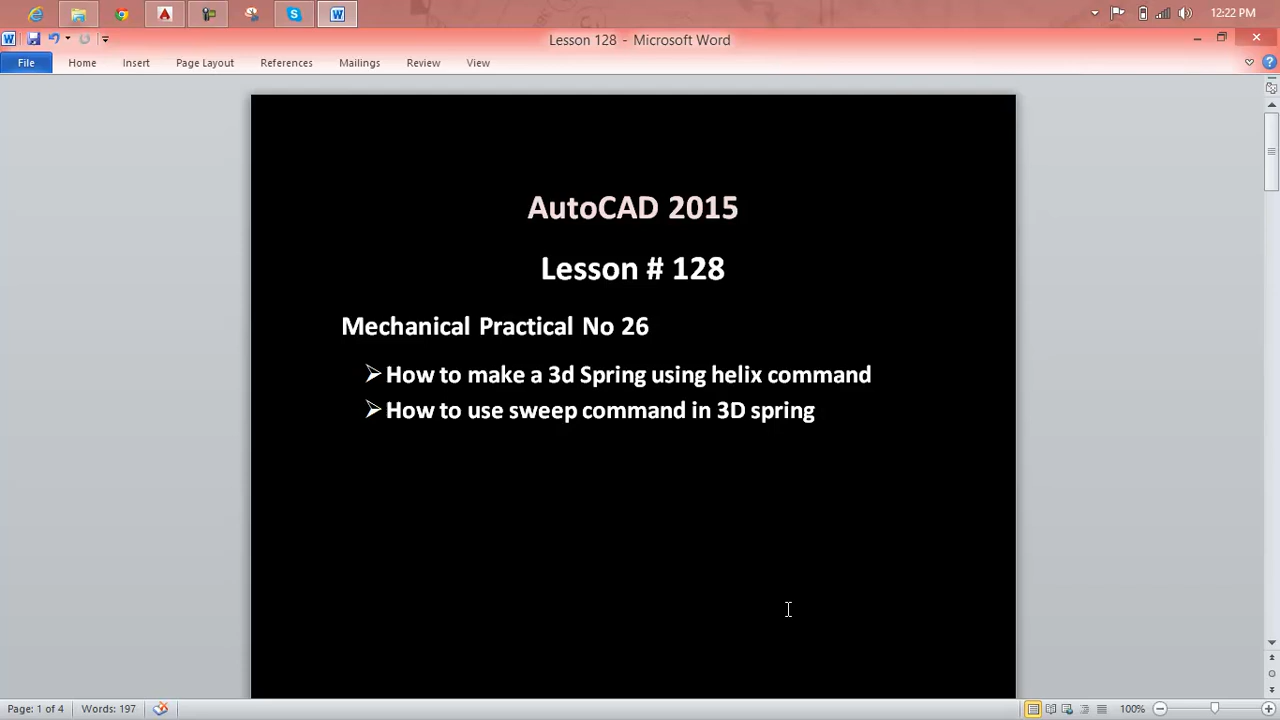 12:22 PM
Lesson 128 - Microsoft Word
File Home Insert Page Layout References Mailings Review View
AutoCAD 2015
Lesson # 128
Mechanical Practical No 26
How to make a 3d Spring using helix command
How to use sweep command in 3D spring
Page: 1 of 4 Words: 197 100%